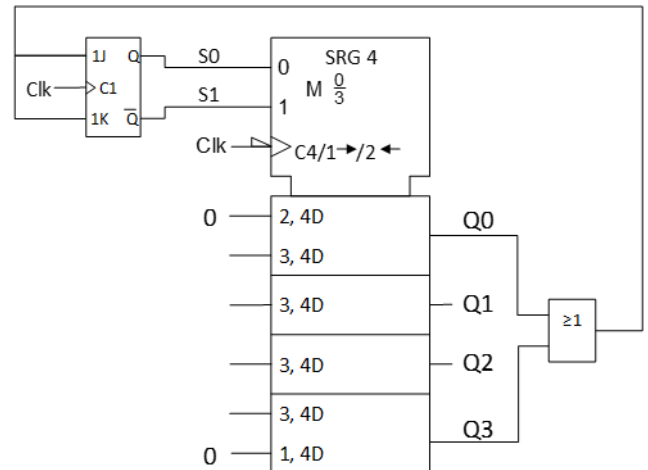 1J Q S0
Clk C1
1K Q̅ S1
SRG 4
0 M 0/3
1
Clk C4/1→/2←
0 2, 4D Q0
3, 4D
3, 4D Q1
≥1
3, 4D Q2
3, 4D
Q3
0 1, 4D